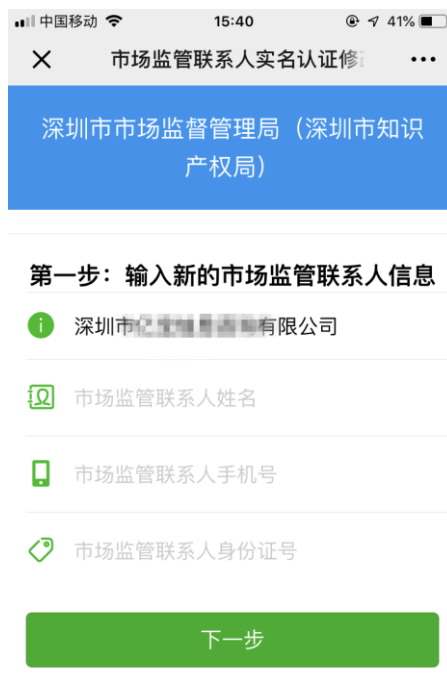 中国移动 15:40 41%
市场监管联系人实名认证修
深圳市市场监督管理局（深圳市知识
产权局）
第一步：输入新的市场监管联系人信息
深圳市 有限公司
市场监管联系人姓名
市场监管联系人手机号
市场监管联系人身份证号
下一步